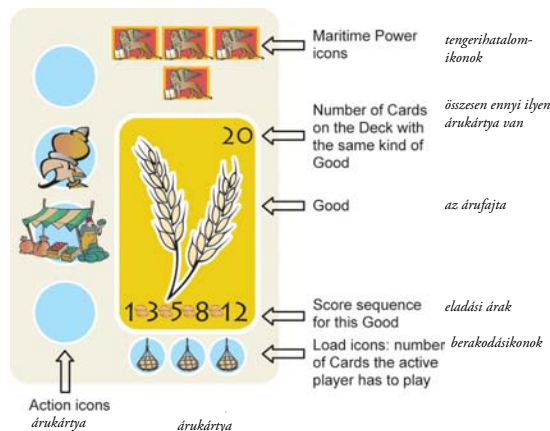 Maritime Power
icons
tengerihatalom-
ikonok
20
Number of Cards
on the Deck with
the same kind of
Good
összesen ennyi ilyen
árukártya van
Good
az árufajta
1 3 5 8 12
Score sequence
for this Good
eladási árak
Load icons: number
of Cards the active
player has to play
berakodásikonok
Action icons
árukártya
árukártya